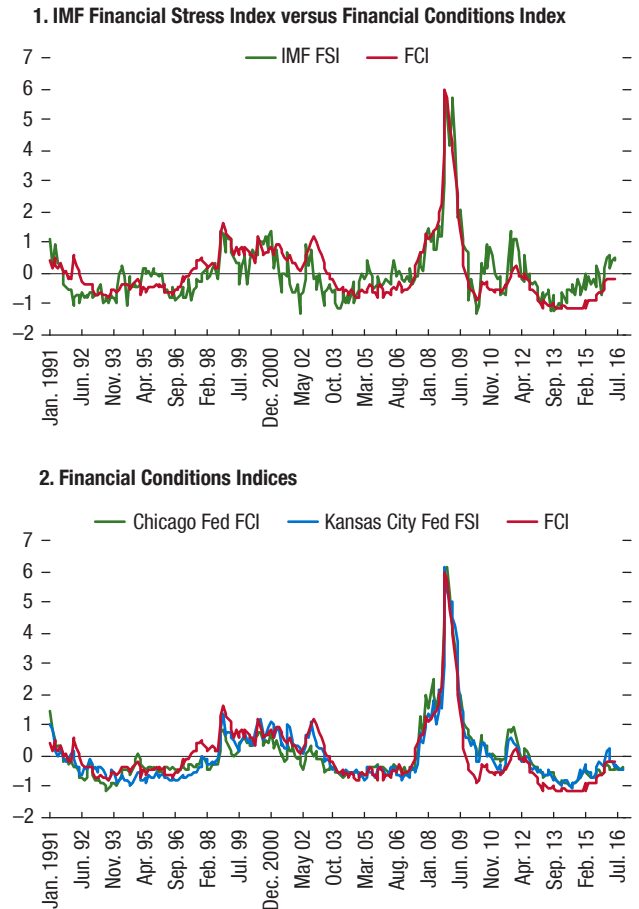 1. IMF Financial Stress Index versus Financial Conditions Index
IMF FSI FCI
7
6
5
4
3
2
1
0
–1
–2
Jan. 1991
Jun. 92
Nov. 93
Apr. 95
Sep. 96
Feb. 98
Jul. 99
Dec. 2000
May 02
Oct. 03
Mar. 05
Aug. 06
Jan. 08
Jun. 09
Nov. 10
Apr. 12
Sep. 13
Feb. 15
Jul. 16
2. Financial Conditions Indices
Chicago Fed FCI Kansas City Fed FSI FCI
7
6
5
4
3
2
1
0
–1
–2
Jan. 1991
Jun. 92
Nov. 93
Apr. 95
Sep. 96
Feb. 98
Jul. 99
Dec. 2000
May 02
Oct. 03
Mar. 05
Aug. 06
Jan. 08
Jun. 09
Nov. 10
Apr. 12
Sep. 13
Feb. 15
Jul. 16